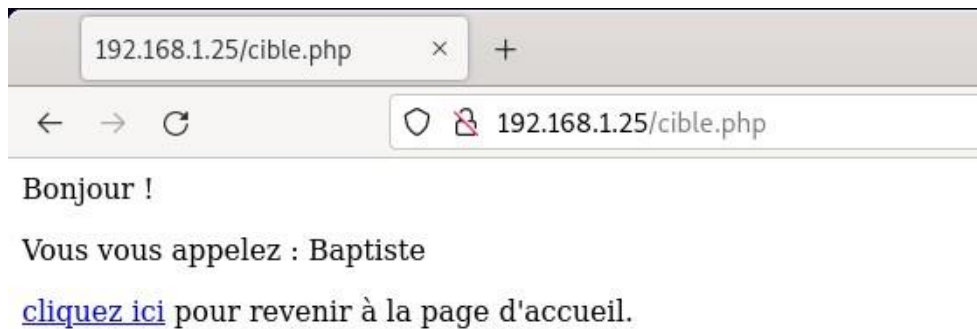 192.168.1.25/cible.php
192.168.1.25/cible.php
Bonjour !
Vous vous appelez : Baptiste
cliquez ici pour revenir à la page d'accueil.